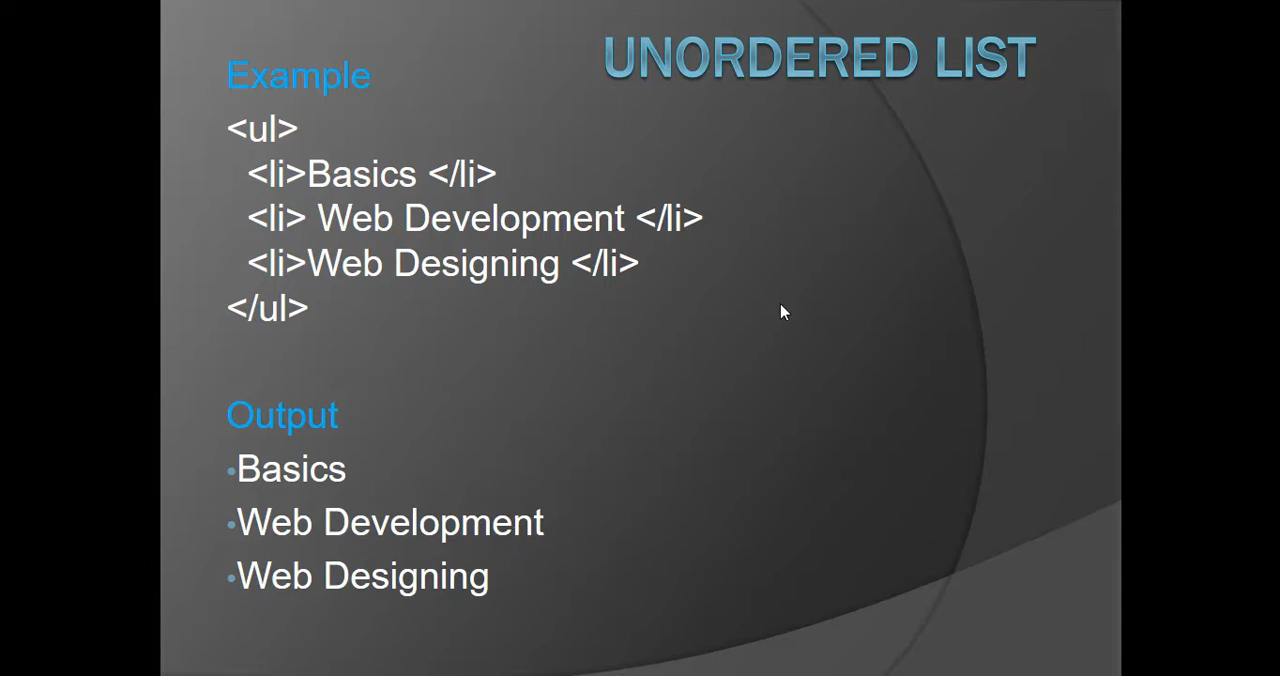 UNORDERED LIST
Example
<ul>
<li>Basics </li>
<li> Web Development </li>
<li>Web Designing </li>
</ul>
Output
•Basics
•Web Development
•Web Designing